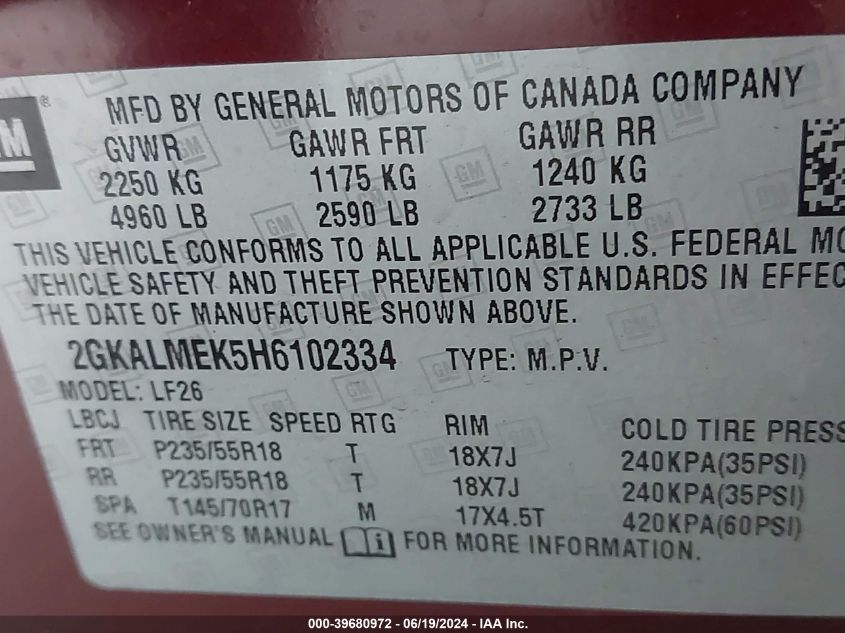 MFD BY GENERAL MOTORS OF CANADA COMPANY
GVWR GAWR FRT GAWR RR
2250 KG 1175 KG 1240 KG
4960 LB 2590 LB 2733 LB
THIS VEHICLE CONFORMS TO ALL APPLICABLE U.S. FEDERAL MO
VEHICLE SAFETY AND THEFT PREVENTION STANDARDS IN EFFEC
THE DATE OF MANUFACTURE SHOWN ABOVE.
2GKALMEK5H6102334 TYPE: M.P.V.
MODEL: LF26
LBCJ TIRE SIZE SPEED RTG RIM COLD TIRE PRESS
FRT P235/55R18 T 18X7J 240KPA(35PSI)
RR P235/55R18 T 18X7J 240KPA(35PSI)
SPA T145/70R17 M 17X4.5T 420KPA(60PSI)
SEE OWNER'S MANUAL FOR MORE INFORMATION.
000-39680972 - 06/19/2024 - IAA Inc.